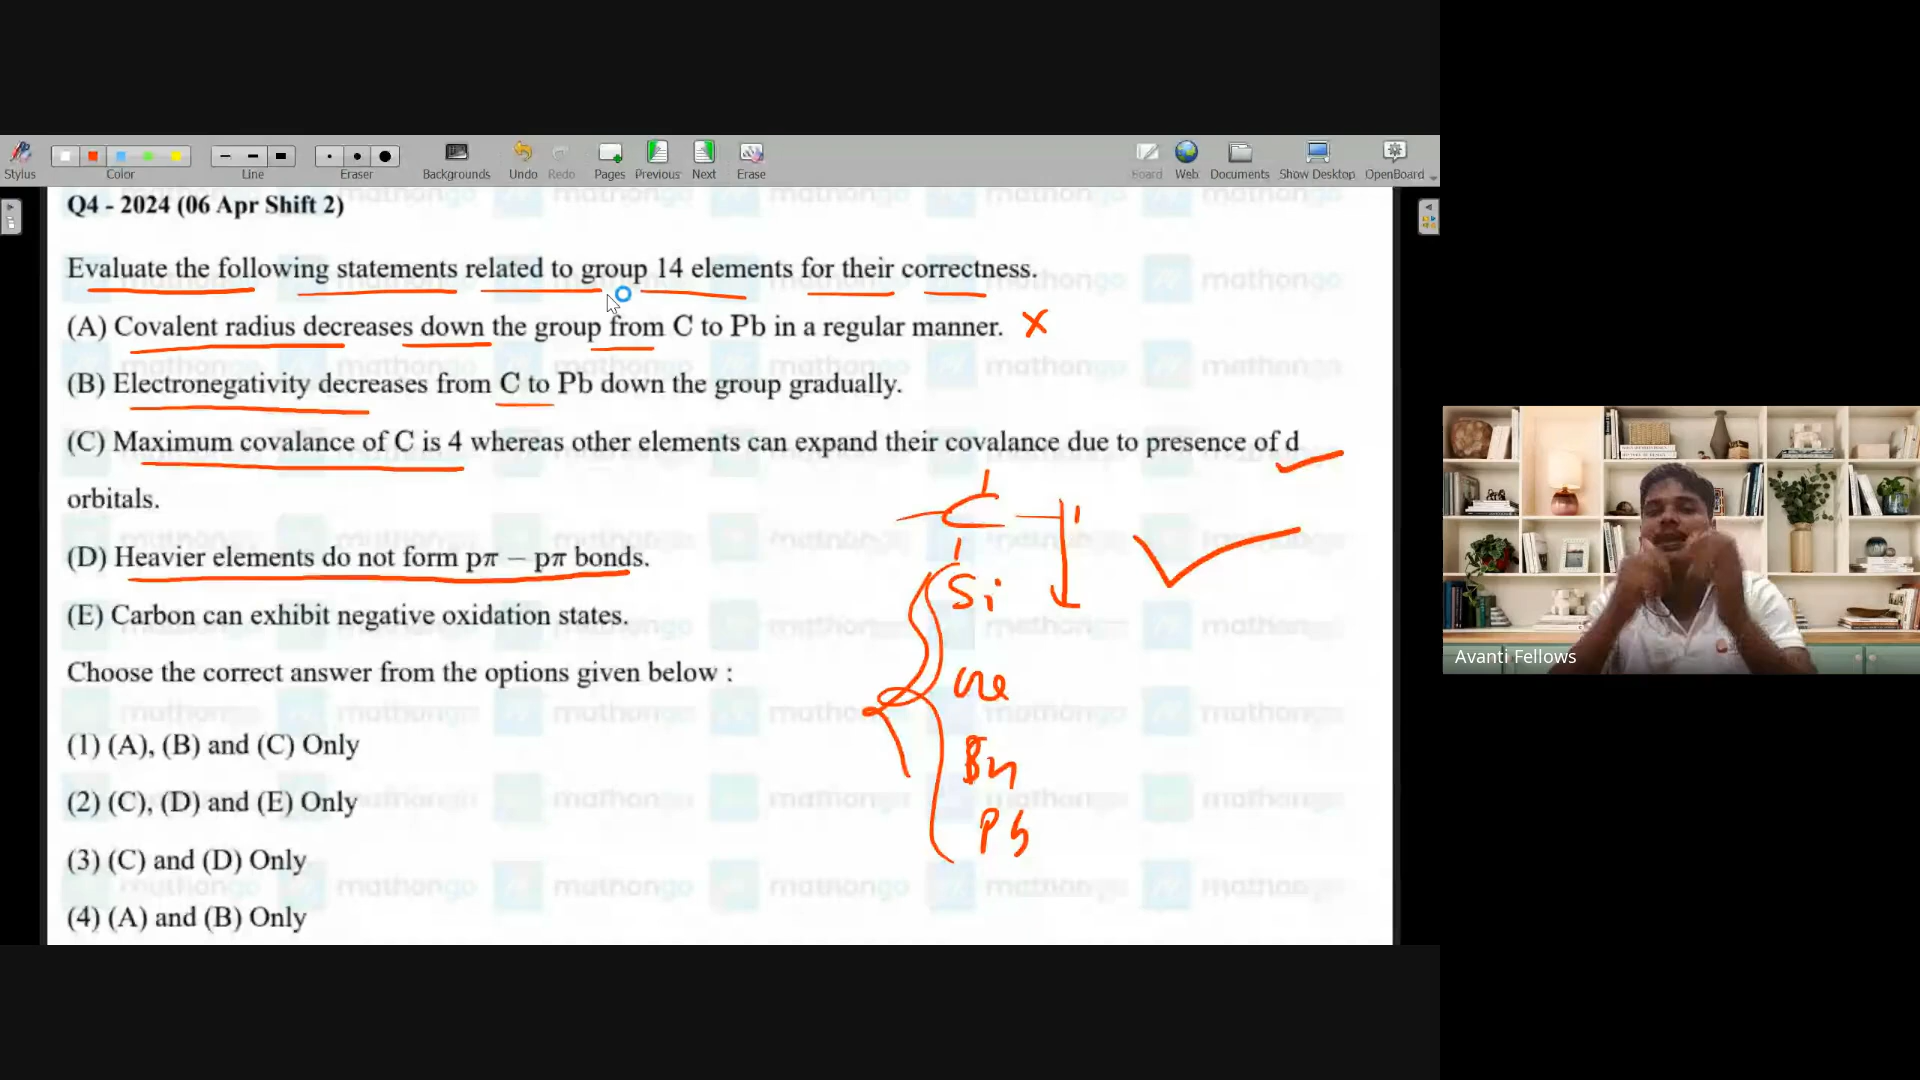 Stylus
Color
Line
Eraser
Backgrounds
Undo
Redo
Pages
Previous
Next
Erase
Board
Web
Documents
Show Desktop
OpenBoard
Q4 - 2024 (06 Apr Shift 2)
Evaluate the following statements related to group 14 elements for their correctness.
(A) Covalent radius decreases down the group from C to Pb in a regular manner. X
(B) Electronegativity decreases from C to Pb down the group gradually.
(C) Maximum covalance of C is 4 whereas other elements can expand their covalance due to presence of d
orbitals.
C
(D) Heavier elements do not form pπ − pπ bonds.
Si
(E) Carbon can exhibit negative oxidation states.
Choose the correct answer from the options given below :
Ge
(1) (A), (B) and (C) Only
Sn
(2) (C), (D) and (E) Only
Pb
(3) (C) and (D) Only
(4) (A) and (B) Only
Avanti Fellows
mathongo